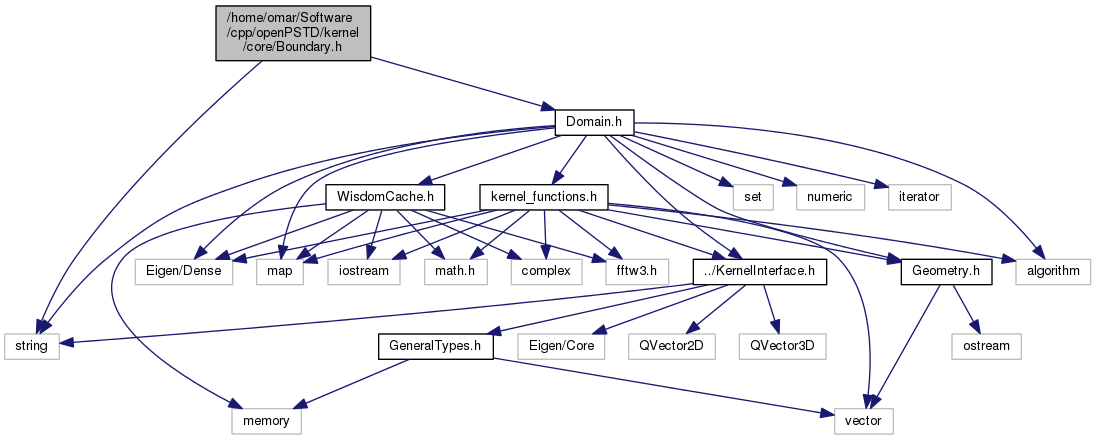 /home/omar/Software
/cpp/openPSTD/kernel
/core/Boundary.h
Domain.h
WisdomCache.h
kernel_functions.h
set
numeric
iterator
Eigen/Dense
map
iostream
math.h
complex
fftw3.h
../KernelInterface.h
Geometry.h
algorithm
string
GeneralTypes.h
Eigen/Core
QVector2D
QVector3D
ostream
memory
vector